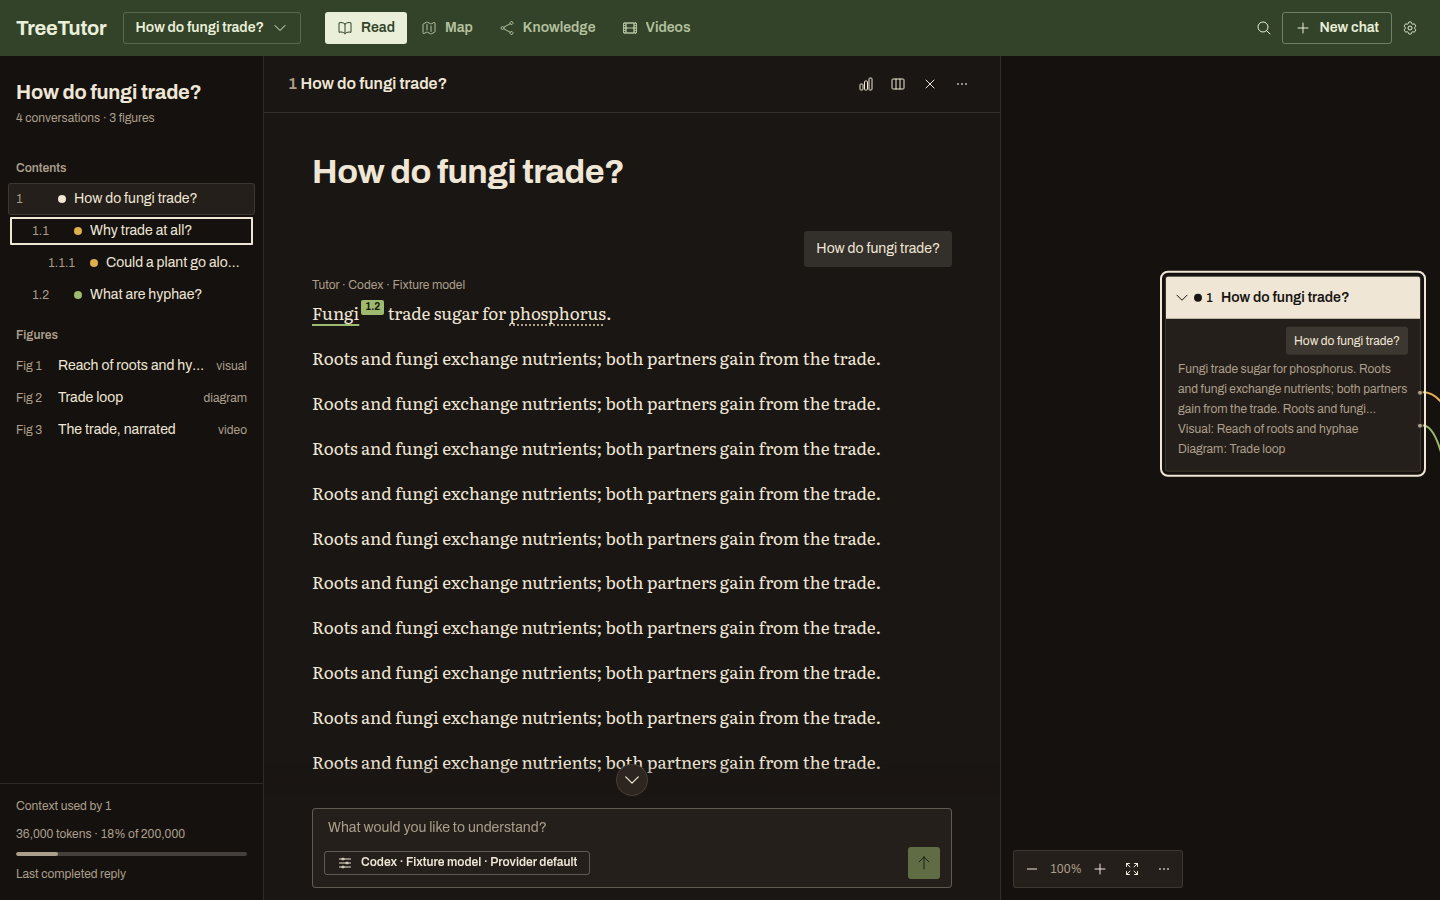 TreeTutor
How do fungi trade?
Read
Map
Knowledge
Videos
New chat
How do fungi trade?
4 conversations · 3 figures
Contents
1 How do fungi trade?
1.1 Why trade at all?
1.1.1 Could a plant go alo...
1.2 What are hyphae?
Figures
Fig 1 Reach of roots and hy... visual
Fig 2 Trade loop diagram
Fig 3 The trade, narrated video
Context used by 1
36,000 tokens · 18% of 200,000
Last completed reply
1 How do fungi trade?
How do fungi trade?
How do fungi trade?
Tutor · Codex · Fixture model
Fungi 1.2 trade sugar for phosphorus.
Roots and fungi exchange nutrients; both partners gain from the trade.
Roots and fungi exchange nutrients; both partners gain from the trade.
Roots and fungi exchange nutrients; both partners gain from the trade.
Roots and fungi exchange nutrients; both partners gain from the trade.
Roots and fungi exchange nutrients; both partners gain from the trade.
Roots and fungi exchange nutrients; both partners gain from the trade.
Roots and fungi exchange nutrients; both partners gain from the trade.
Roots and fungi exchange nutrients; both partners gain from the trade.
Roots and fungi exchange nutrients; both partners gain from the trade.
Roots and fungi exchange nutrients; both partners gain from the trade.
What would you like to understand?
Codex · Fixture model · Provider default
1 How do fungi trade?
How do fungi trade?
Fungi trade sugar for phosphorus. Roots
and fungi exchange nutrients; both partners
gain from the trade. Roots and fungi...
Visual: Reach of roots and hyphae
Diagram: Trade loop
100%